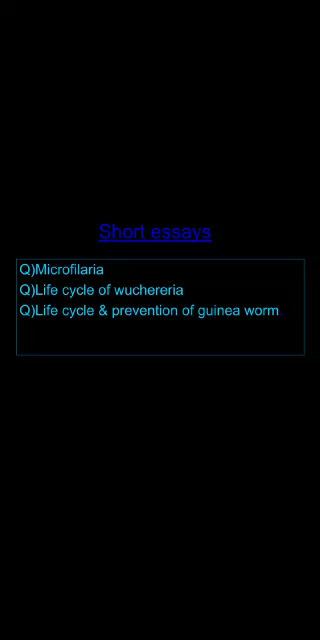 Short essays
Q)Microfilaria
Q)Life cycle of wuchereria
Q)Life cycle & prevention of guinea worm